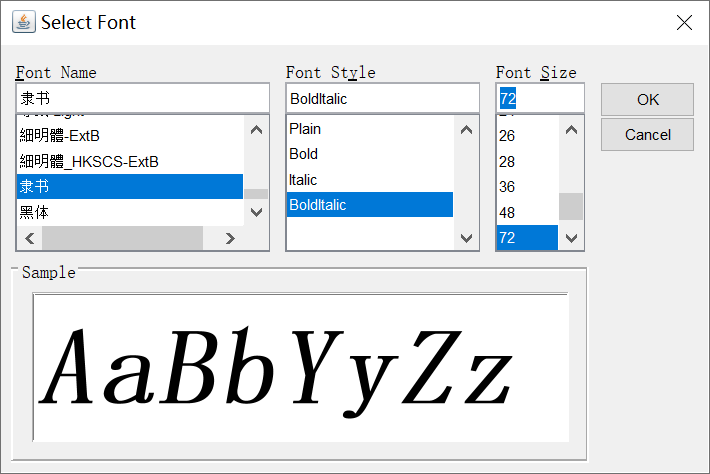 Select Font
Font Name
Font Style
Font Size
隶书
BoldItalic
72
OK
Cancel
細明體-ExtB
細明體_HKSCS-ExtB
隶书
黑体
Plain
Bold
Italic
BoldItalic
26
28
36
48
72
Sample
AaBbYyZz